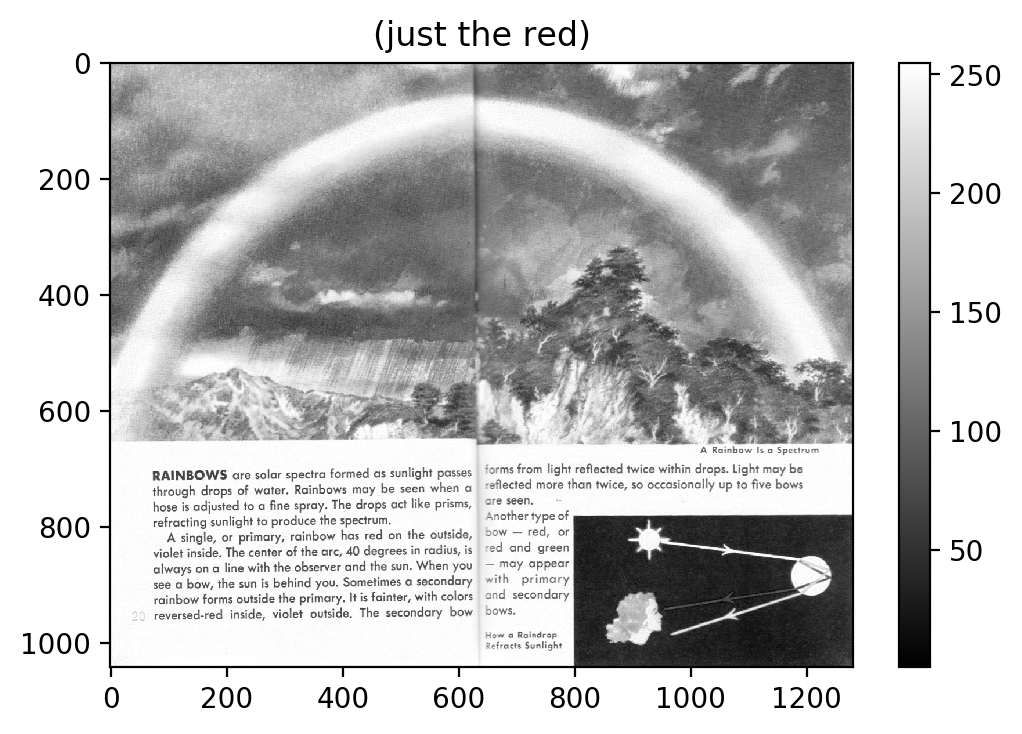 (just the red)
0
200
400
600
800
1000
0
200
400
600
800
1000
1200
250
200
150
100
50
A Rainbow Is a Spectrum
RAINBOWS are solar spectra formed as sunlight passes
through drops of water. Rainbows may be seen when a
hose is adjusted to a fine spray. The drops act like prisms,
refracting sunlight to produce the spectrum.
A single, or primary, rainbow has red on the outside,
violet inside. The center of the arc, 40 degrees in radius, is
always on a line with the observer and the sun. When you
see a bow, the sun is behind you. Sometimes a secondary
rainbow forms outside the primary. It is fainter, with colors
reversed-red inside, violet outside. The secondary bow
20
forms from light reflected twice within drops. Light may be
reflected more than twice, so occasionally up to five bows
are seen.
Another type of
bow — red, or
red and green
— may appear
with primary
and secondary
bows.
How a Raindrop
Refracts Sunlight